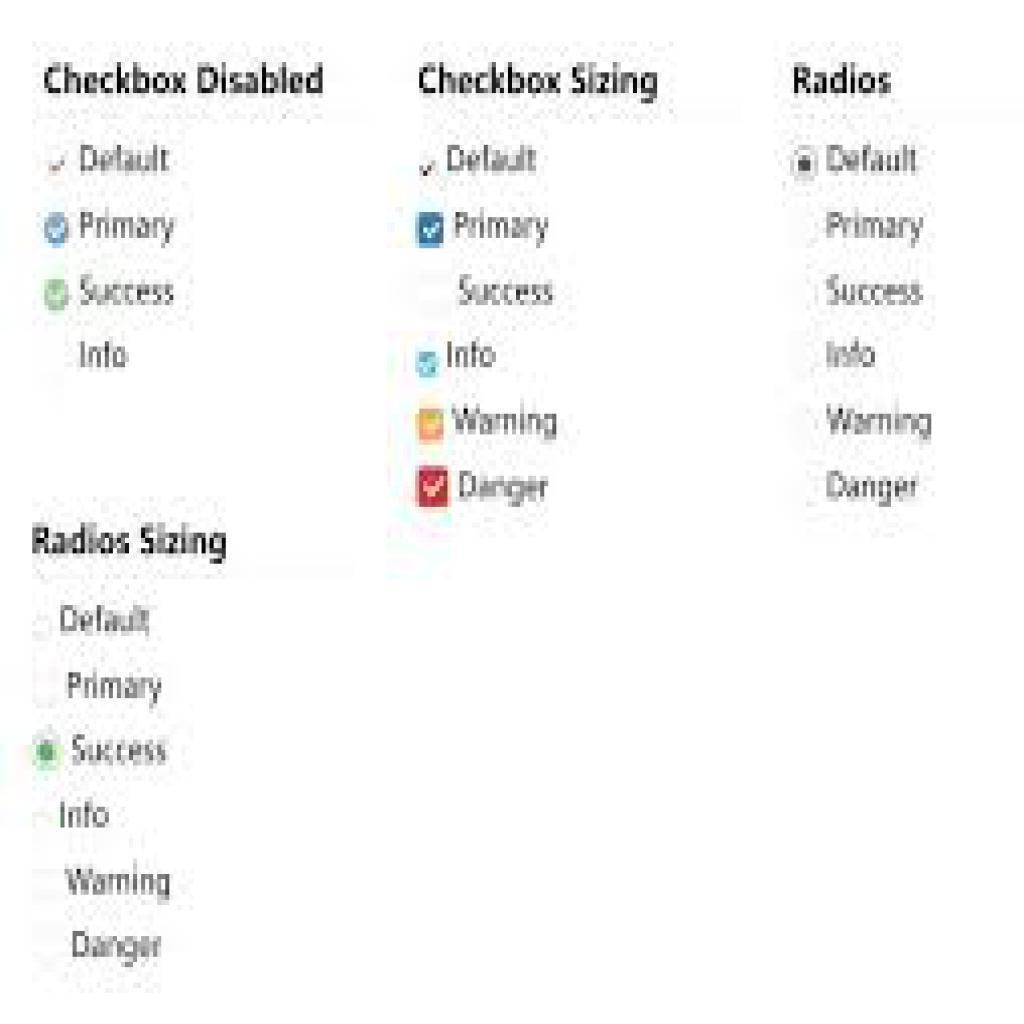 Checkbox Disabled
Default
Primary
Success
Info
Checkbox Sizing
Default
Primary
Success
Info
Warning
Danger
Radios
Default
Primary
Success
Info
Warning
Danger
Radios Sizing
Default
Primary
Success
Info
Warning
Danger